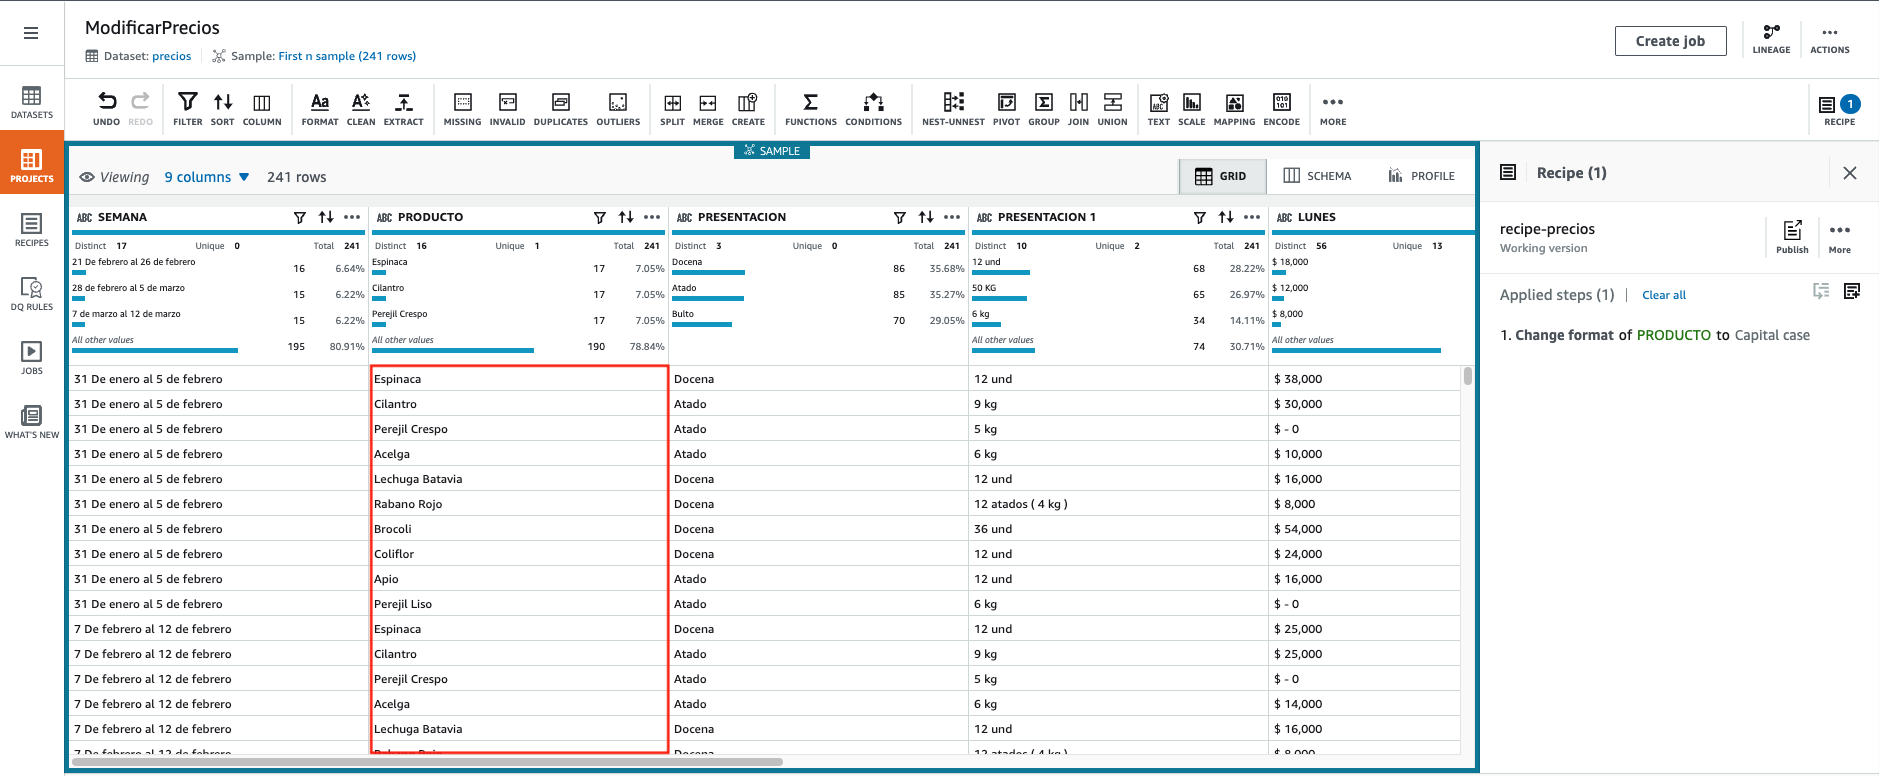 ModificarPrecios
Dataset: precios
Sample: First n sample (241 rows)
Create job
LINEAGE
ACTIONS
DATASETS
PROJECTS
RECIPES
DQ RULES
JOBS
WHAT'S NEW
UNDO REDO FILTER SORT COLUMN FORMAT CLEAN EXTRACT MISSING INVALID DUPLICATES OUTLIERS SPLIT MERGE CREATE FUNCTIONS CONDITIONS NEST-UNNEST PIVOT GROUP JOIN UNION TEXT SCALE MAPPING ENCODE MORE
1
RECIPE
SAMPLE
Viewing 9 columns 241 rows
GRID SCHEMA PROFILE
ABC SEMANA ABC PRODUCTO ABC PRESENTACION ABC PRESENTACION 1 ABC LUNES
Distinct 17 Unique 0 Total 241 Distinct 16 Unique 1 Total 241 Distinct 3 Unique 0 Total 241 Distinct 10 Unique 2 Total 241 Distinct 56 Unique 13
21 De febrero al 26 de febrero 16 6.64% Espinaca 17 7.05% Docena 86 35.68% 12 und 68 28.22% $ 18,000
28 de febrero al 5 de marzo 15 6.22% Cilantro 17 7.05% Atado 85 35.27% 50 KG 65 26.97% $ 12,000
7 de marzo al 12 de marzo 15 6.22% Perejil Crespo 17 7.05% Bulto 70 29.05% 6 kg 34 14.11% $ 8,000
All other values 195 80.91% All other values 190 78.84% All other values 74 30.71% All other values
31 De enero al 5 de febrero Espinaca Docena 12 und $ 38,000
31 De enero al 5 de febrero Cilantro Atado 9 kg $ 30,000
31 De enero al 5 de febrero Perejil Crespo Atado 5 kg $ - 0
31 De enero al 5 de febrero Acelga Atado 6 kg $ 10,000
31 De enero al 5 de febrero Lechuga Batavia Docena 12 und $ 16,000
31 De enero al 5 de febrero Rabano Rojo Docena 12 atados ( 4 kg ) $ 8,000
31 De enero al 5 de febrero Brocoli Docena 36 und $ 54,000
31 De enero al 5 de febrero Coliflor Docena 12 und $ 24,000
31 De enero al 5 de febrero Apio Atado 12 und $ 16,000
31 De enero al 5 de febrero Perejil Liso Atado 6 kg $ - 0
7 De febrero al 12 de febrero Espinaca Docena 12 und $ 25,000
7 De febrero al 12 de febrero Cilantro Atado 9 kg $ 25,000
7 De febrero al 12 de febrero Perejil Crespo Atado 5 kg $ - 0
7 De febrero al 12 de febrero Acelga Atado 6 kg $ 14,000
7 De febrero al 12 de febrero Lechuga Batavia Docena 12 und $ 16,000
7 De febrero al 12 de febrero Rabano Rojo Docena 12 atados ( 4 kg ) $ 8,000
Recipe (1)
recipe-precios
Working version
Publish
More
Applied steps (1) | Clear all
1. Change format of PRODUCTO to Capital case